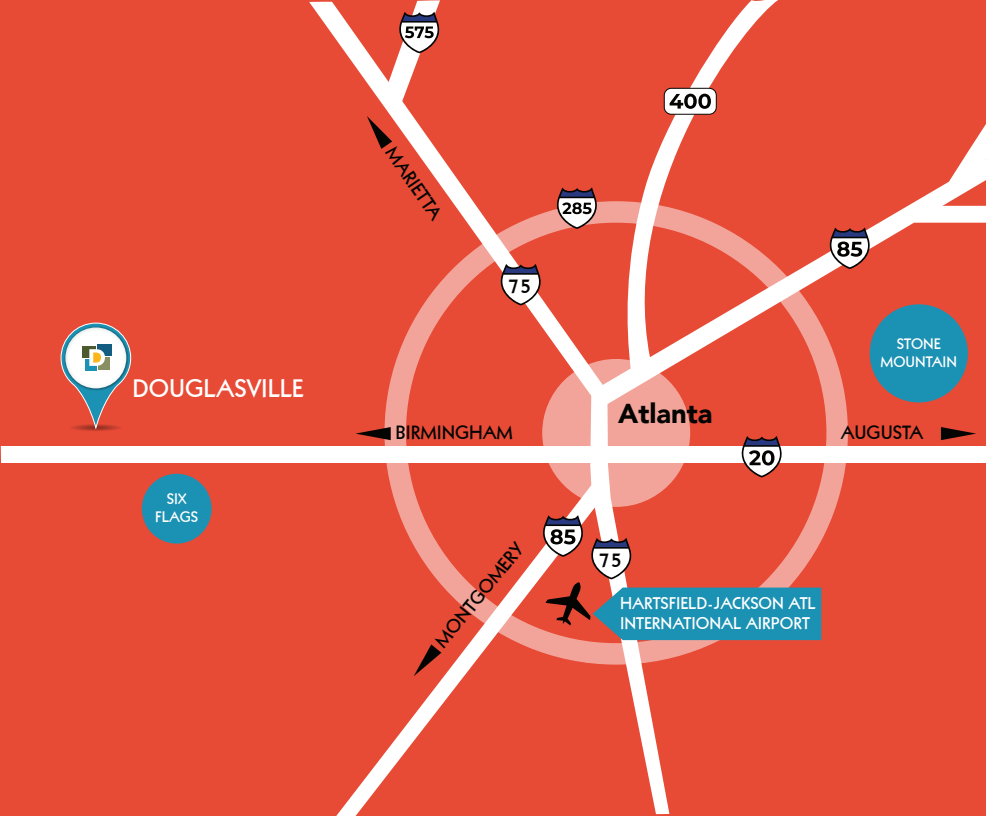 575
400
MARIETTA
285
85
75
STONE
MOUNTAIN
D
DOUGLASVILLE
Atlanta
BIRMINGHAM
AUGUSTA
20
SIX
FLAGS
85
75
MONTGOMERY
HARTSFIELD-JACKSON ATL
INTERNATIONAL AIRPORT